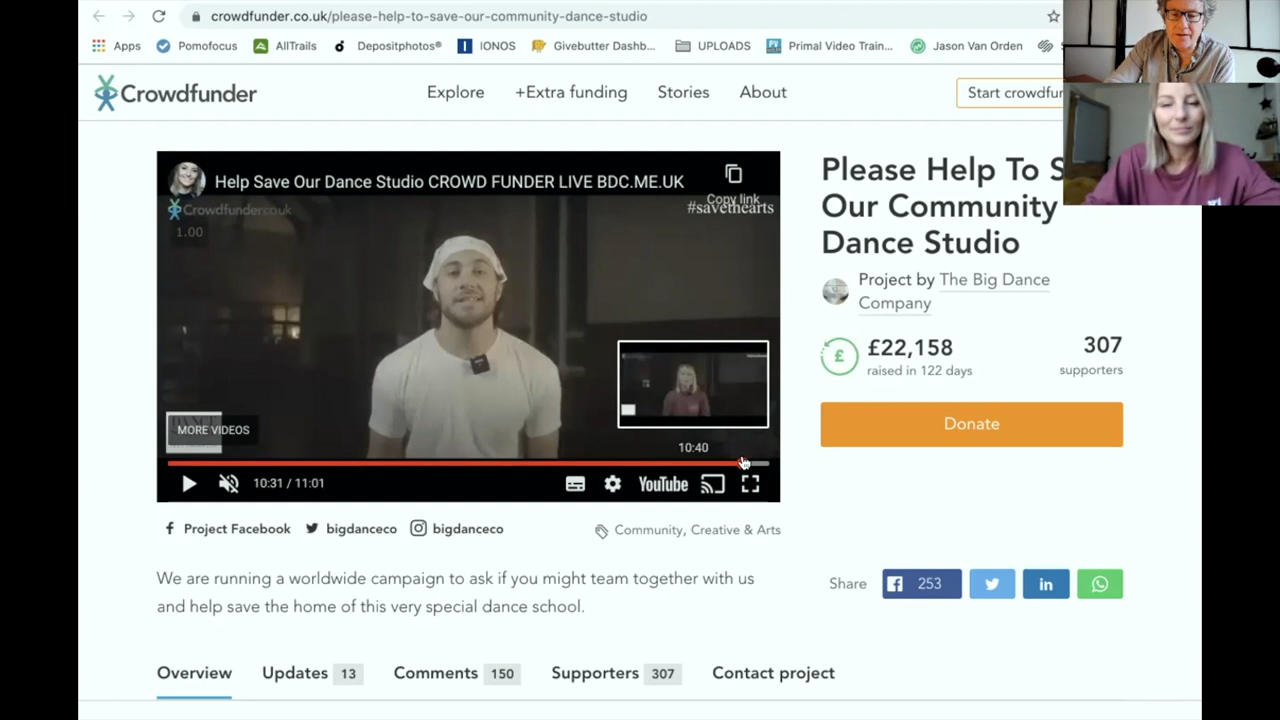 crowdfunder.co.uk/please-help-to-save-our-community-dance-studio
Apps Pomofocus AllTrails Depositphotos® IONOS Givebutter Dashb... UPLOADS Primal Video Train... Jason Van Orden
Crowdfunder Explore +Extra funding Stories About Start crowdfun
Help Save Our Dance Studio CROWD FUNDER LIVE BDC.ME.UK
Copy link
Crowdfundercouk #savethearts
1.00
MORE VIDEOS
10:40
10:31 / 11:01 YouTube
Please Help To S
Our Community
Dance Studio
Project by The Big Dance
Company
£ £22,158 307
raised in 122 days supporters
Donate
Project Facebook bigdanceco bigdanceco Community, Creative & Arts
We are running a worldwide campaign to ask if you might team together with us
and help save the home of this very special dance school.
Share 253 in
Overview Updates 13 Comments 150 Supporters 307 Contact project